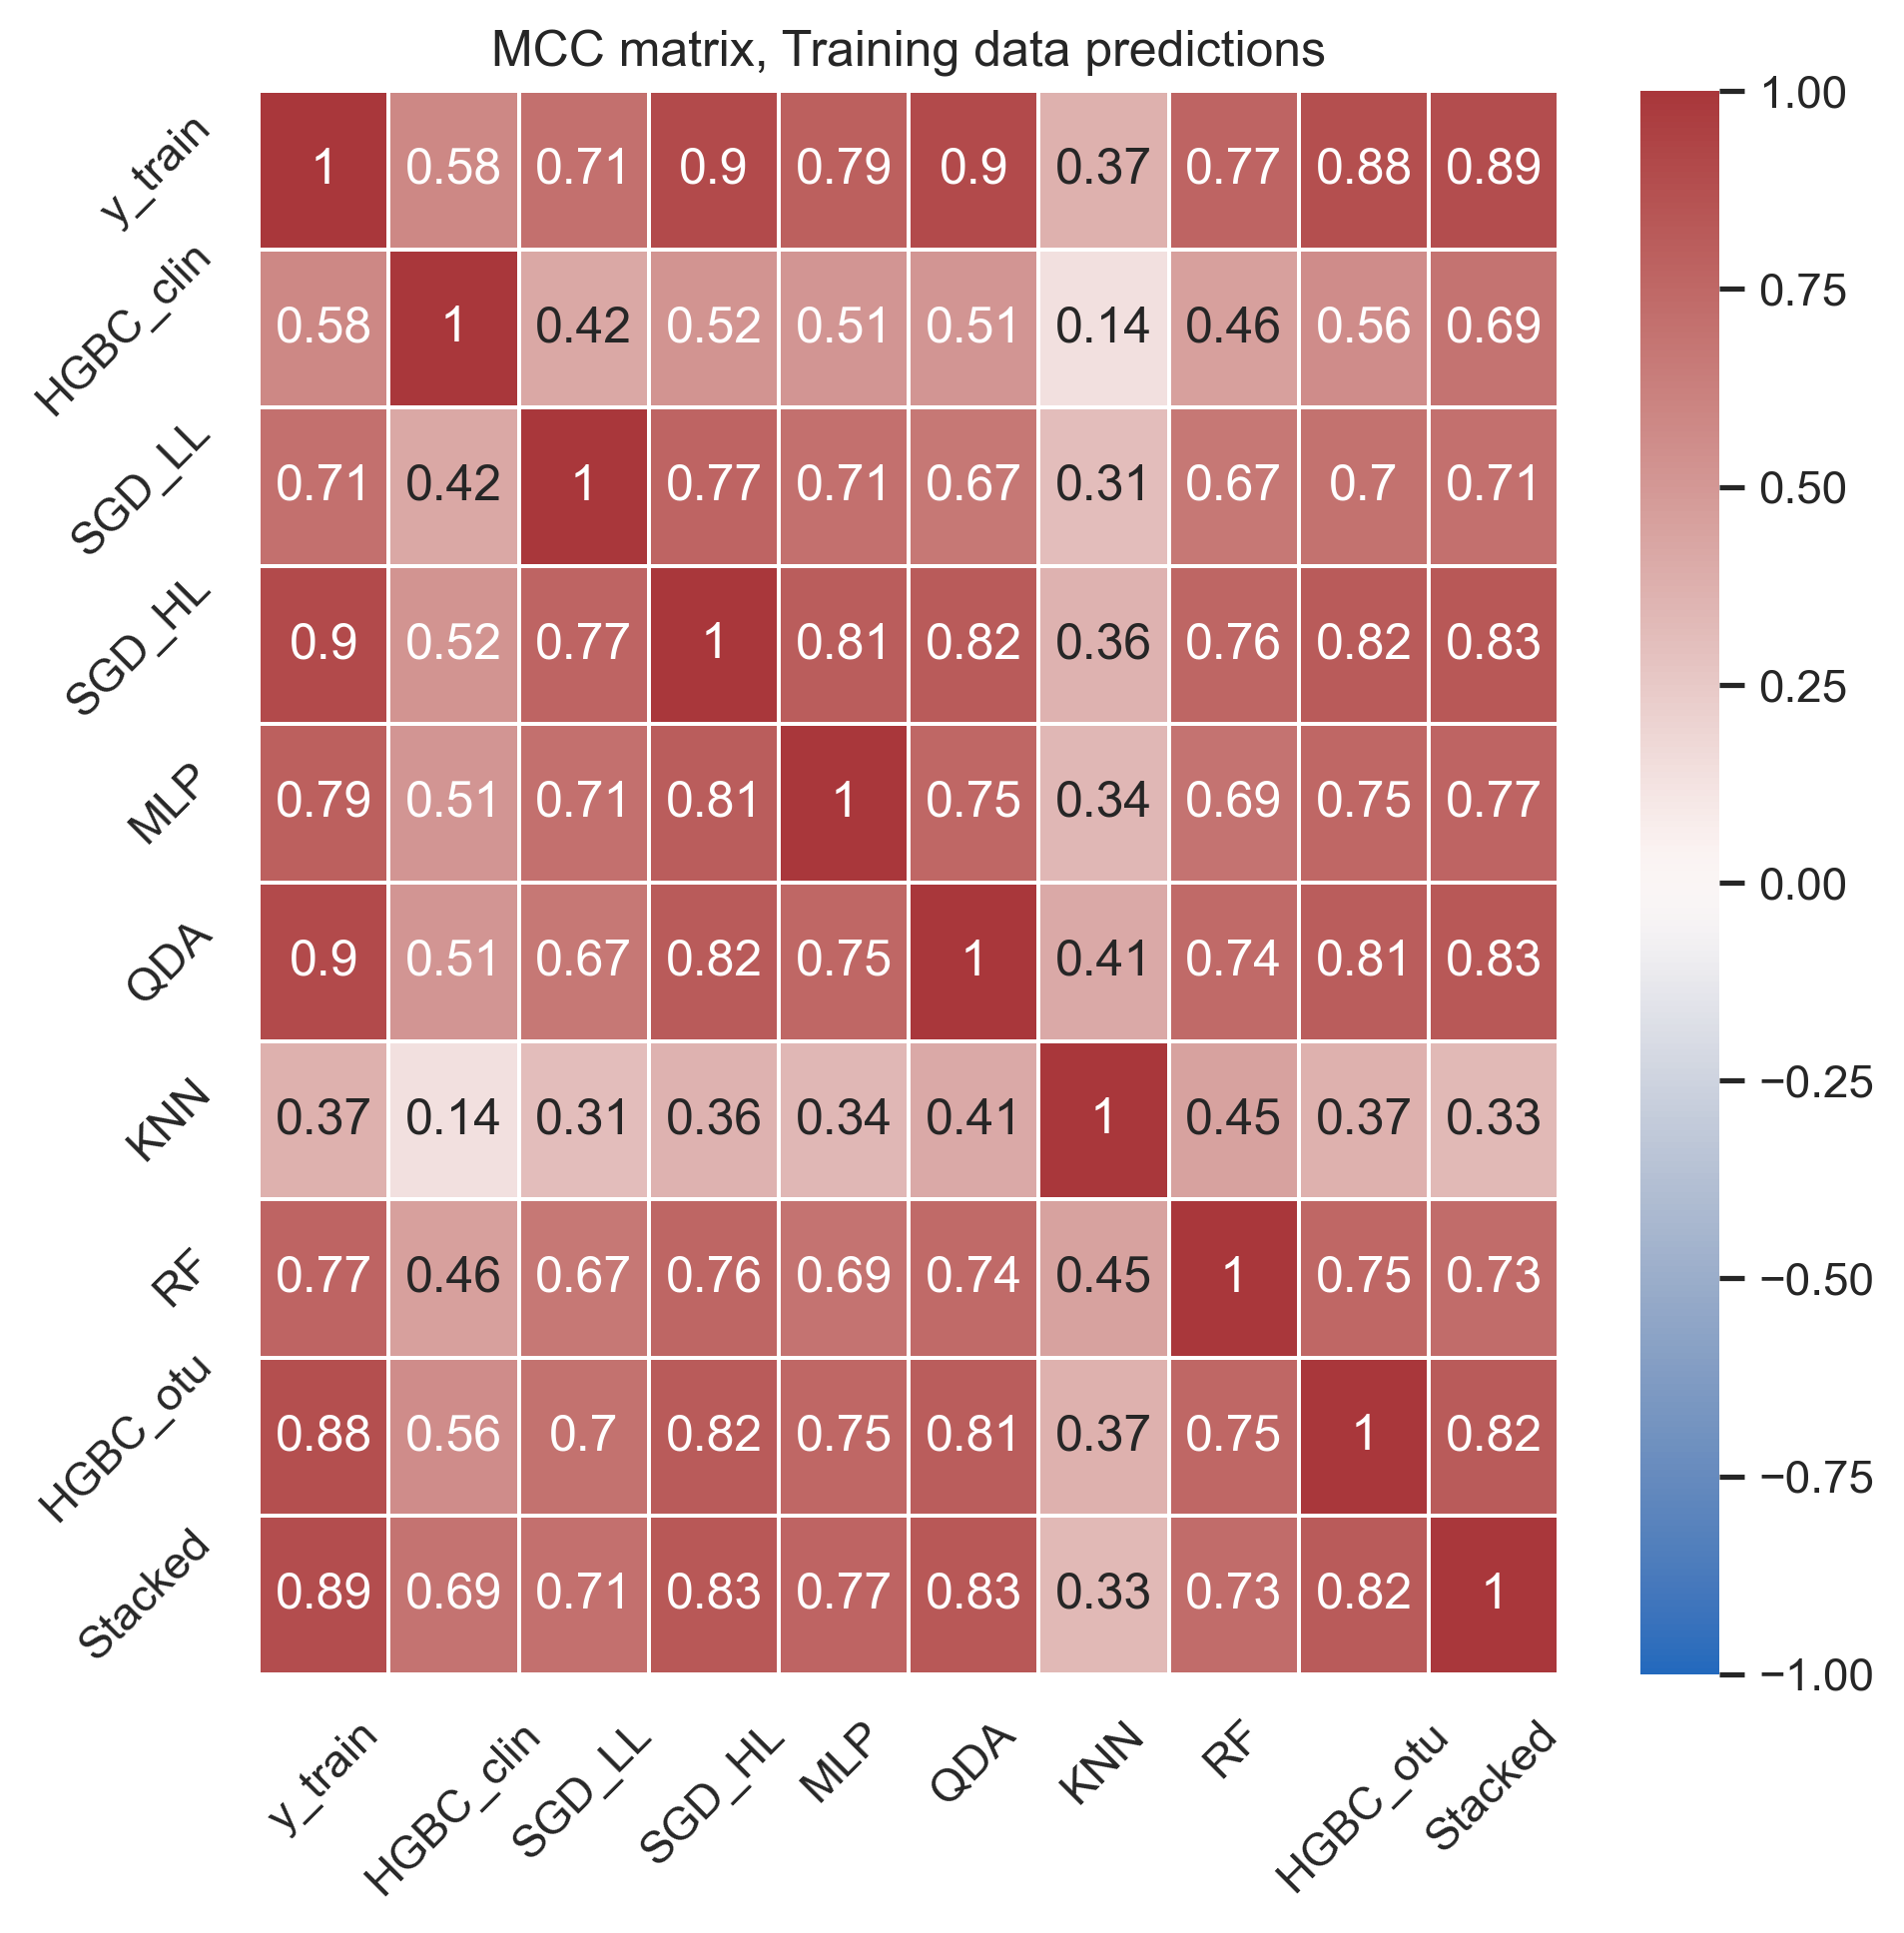 MCC matrix, Training data predictions
y_train 1 0.58 0.71 0.9 0.79 0.9 0.37 0.77 0.88 0.89
HGBC_clin 0.58 1 0.42 0.52 0.51 0.51 0.14 0.46 0.56 0.69
SGD_LL 0.71 0.42 1 0.77 0.71 0.67 0.31 0.67 0.7 0.71
SGD_HL 0.9 0.52 0.77 1 0.81 0.82 0.36 0.76 0.82 0.83
MLP 0.79 0.51 0.71 0.81 1 0.75 0.34 0.69 0.75 0.77
QDA 0.9 0.51 0.67 0.82 0.75 1 0.41 0.74 0.81 0.83
KNN 0.37 0.14 0.31 0.36 0.34 0.41 1 0.45 0.37 0.33
RF 0.77 0.46 0.67 0.76 0.69 0.74 0.45 1 0.75 0.73
HGBC_otu 0.88 0.56 0.7 0.82 0.75 0.81 0.37 0.75 1 0.82
Stacked 0.89 0.69 0.71 0.83 0.77 0.83 0.33 0.73 0.82 1
y_train HGBC_clin SGD_LL SGD_HL MLP QDA KNN RF HGBC_otu Stacked
1.00
0.75
0.50
0.25
0.00
−0.25
−0.50
−0.75
−1.00